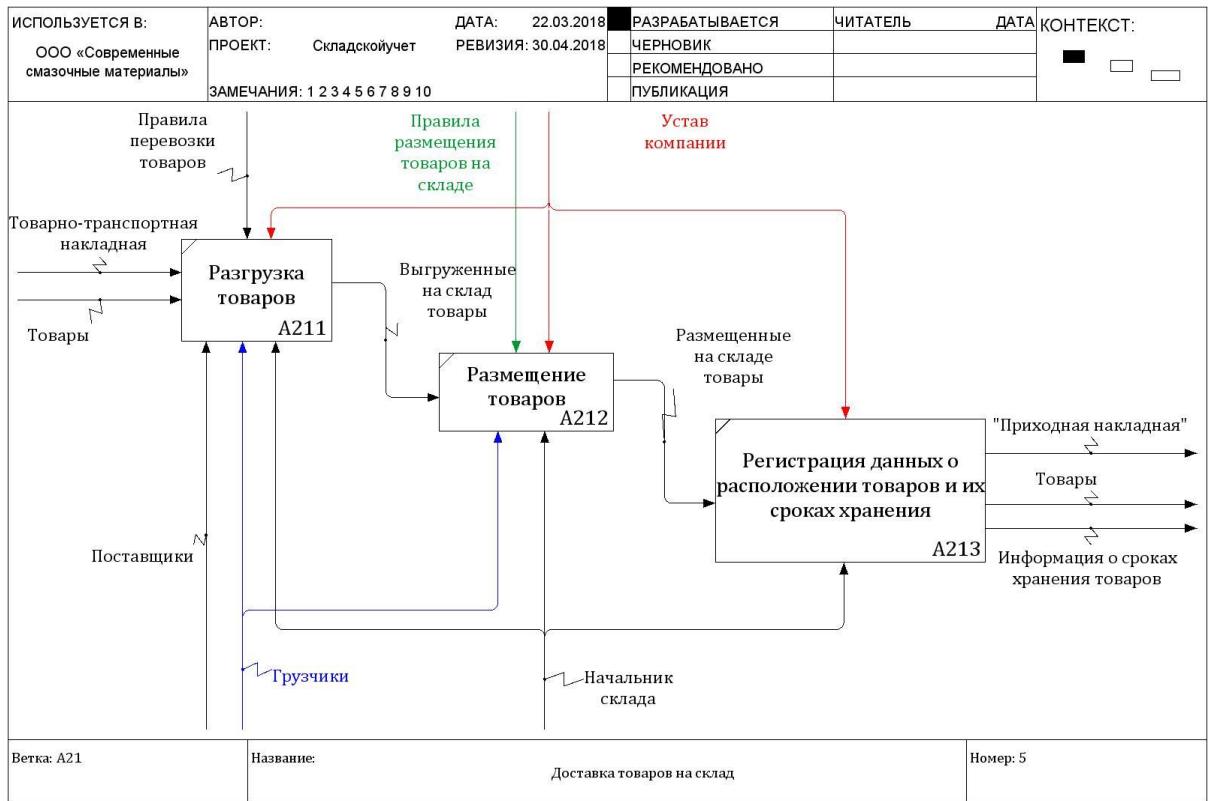 ИСПОЛЬЗУЕТСЯ В:
ООО «Современные
смазочные материалы»
АВТОР:
ДАТА: 22.03.2018
ПРОЕКТ: Складскойучет
РЕВИЗИЯ: 30.04.2018
ЗАМЕЧАНИЯ: 1 2 3 4 5 6 7 8 9 10
РАЗРАБАТЫВАЕТСЯ
ЧЕРНОВИК
РЕКОМЕНДОВАНО
ПУБЛИКАЦИЯ
ЧИТАТЕЛЬ
ДАТА
КОНТЕКСТ:
Правила
перевозки
товаров
Правила
размещения
товаров на
складе
Устав
компании
Товарно-транспортная
накладная
Товары
Разгрузка
товаров
А211
Выгруженные
на склад
товары
Размещение
товаров
А212
Размещенные
на складе
товары
Регистрация данных о
расположении товаров и их
сроках хранения
А213
"Приходная накладная"
Товары
Информация о сроках
хранения товаров
Поставщики
Грузчики
Начальник
склада
Ветка: А21
Название:
Доставка товаров на склад
Номер: 5